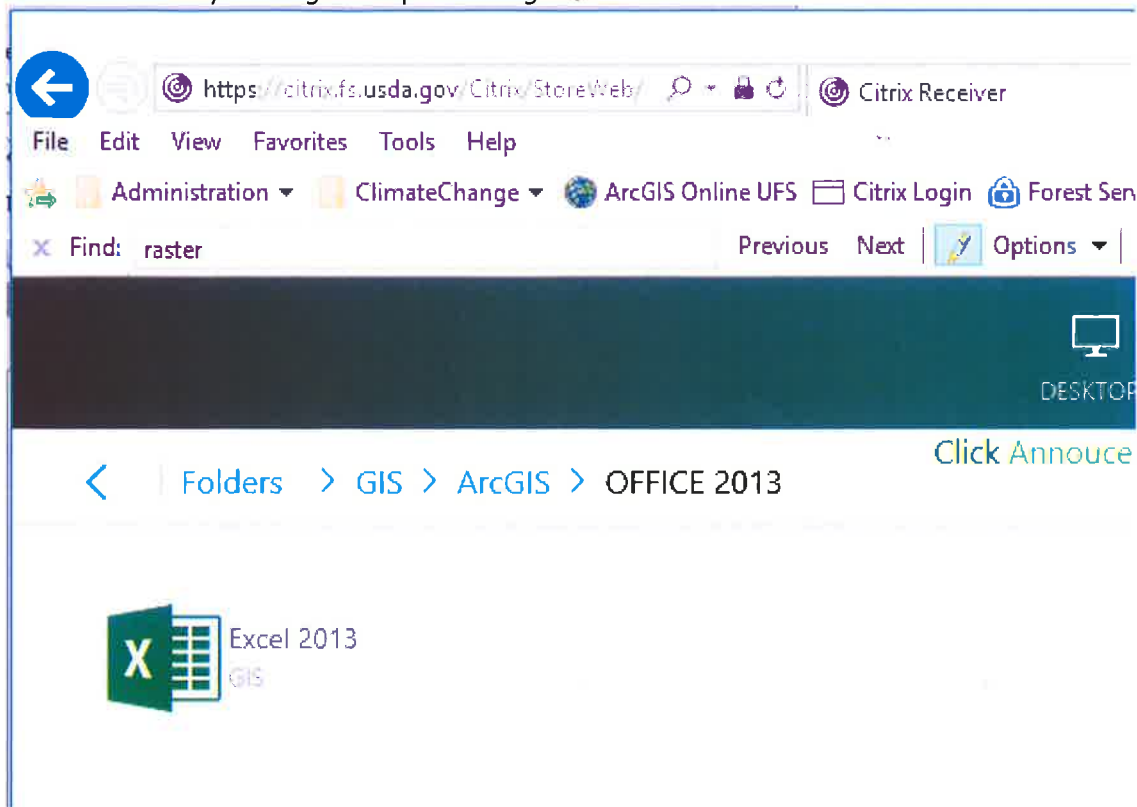 https://citrix.fs.usda.gov/Citrix/StoreWeb/ Citrix Receiver
File Edit View Favorites Tools Help
Administration ClimateChange ArcGIS Online UFS Citrix Login Forest Ser
x Find: raster Previous Next Options
DESKTOP
Click Annouce
Folders > GIS > ArcGIS > OFFICE 2013
X Excel 2013
GIS